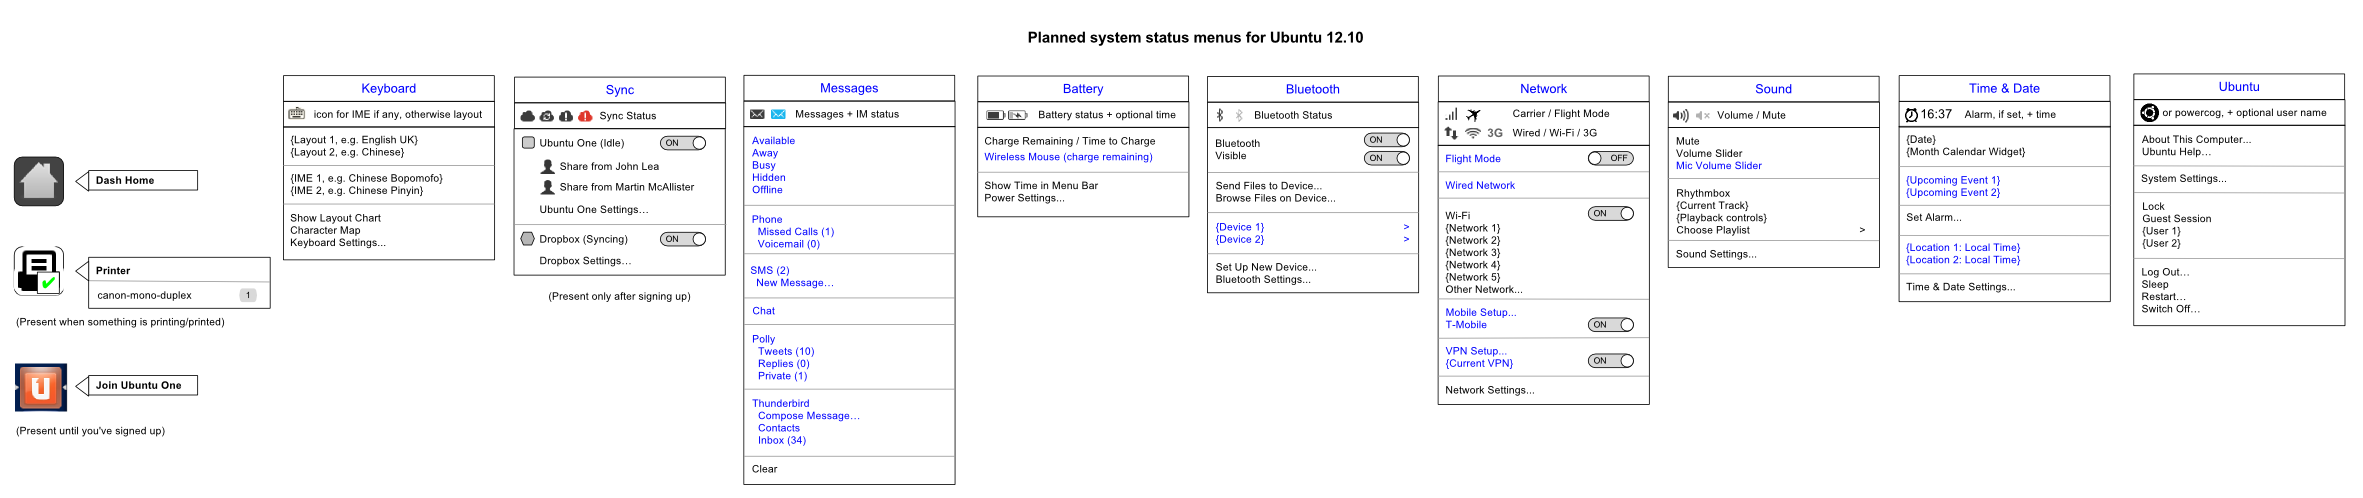 Planned system status menus for Ubuntu 12.10
Dash Home
Printer
canon-mono-duplex 1
(Present when something is printing/printed)
Join Ubuntu One
(Present until you've signed up)
Keyboard
icon for IME if any, otherwise layout
{Layout 1, e.g. English UK}
{Layout 2, e.g. Chinese}
{IME 1, e.g. Chinese Bopomofo}
{IME 2, e.g. Chinese Pinyin}
Show Layout Chart
Character Map
Keyboard Settings...
Sync
Sync Status
Ubuntu One (Idle) ON
Share from John Lea
Share from Martin McAllister
Ubuntu One Settings…
Dropbox (Syncing) ON
Dropbox Settings…
(Present only after signing up)
Messages
Messages + IM status
Available
Away
Busy
Hidden
Offline
Phone
Missed Calls (1)
Voicemail (0)
SMS (2)
New Message…
Chat
Polly
Tweets (10)
Replies (0)
Private (1)
Thunderbird
Compose Message…
Contacts
Inbox (34)
Clear
Battery
Battery status + optional time
Charge Remaining / Time to Charge
Wireless Mouse (charge remaining)
Show Time in Menu Bar
Power Settings...
Bluetooth
Bluetooth Status
Bluetooth ON
Visible ON
Send Files to Device...
Browse Files on Device...
{Device 1} >
{Device 2} >
Set Up New Device...
Bluetooth Settings...
Network
Carrier / Flight Mode
3G Wired / Wi-Fi / 3G
Flight Mode OFF
Wired Network
Wi-Fi ON
{Network 1}
{Network 2}
{Network 3}
{Network 4}
{Network 5}
Other Network...
Mobile Setup...
T-Mobile ON
VPN Setup...
{Current VPN} ON
Network Settings...
Sound
Volume / Mute
Mute
Volume Slider
Mic Volume Slider
Rhythmbox
{Current Track}
{Playback controls}
Choose Playlist >
Sound Settings...
Time & Date
16:37 Alarm, if set, + time
{Date}
{Month Calendar Widget}
{Upcoming Event 1}
{Upcoming Event 2}
Set Alarm...
{Location 1: Local Time}
{Location 2: Local Time}
Time & Date Settings...
Ubuntu
or powercog, + optional user name
About This Computer...
Ubuntu Help…
System Settings...
Lock
Guest Session
{User 1}
{User 2}
Log Out…
Sleep
Restart…
Switch Off…